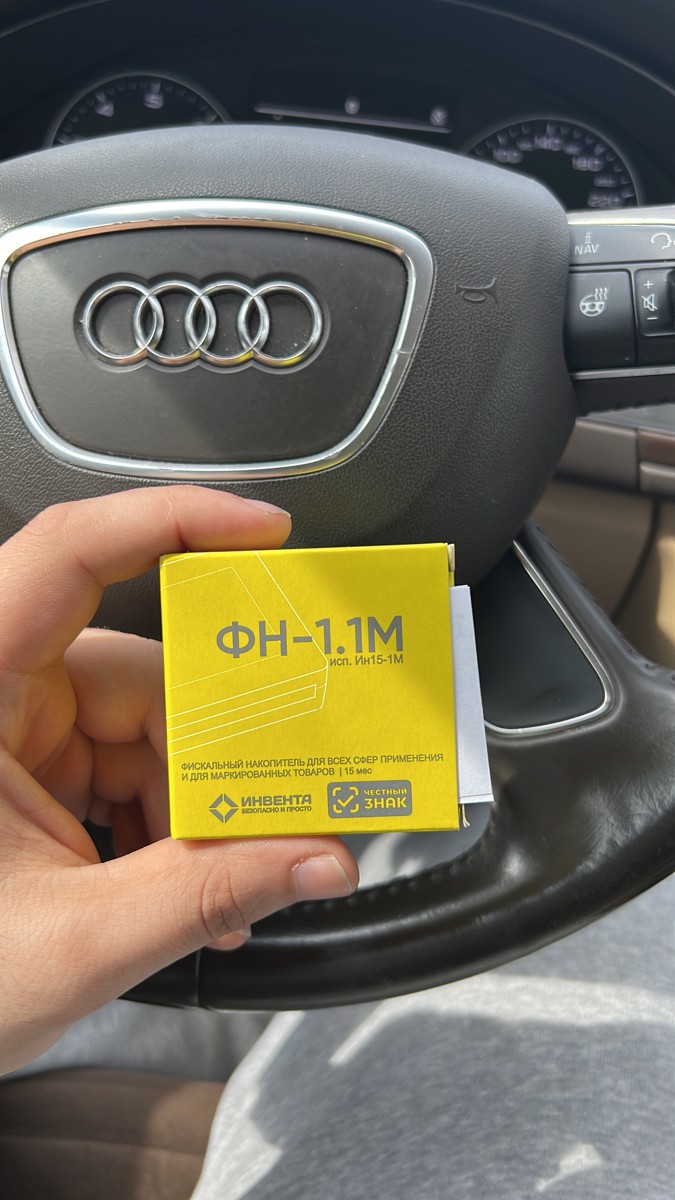 NAV
ФН-1.1М
исп. Ин15-1М
ФИСКАЛЬНЫЙ НАКОПИТЕЛЬ ДЛЯ ВСЕХ СФЕР ПРИМЕНЕНИЯ
И ДЛЯ МАРКИРОВАННЫХ ТОВАРОВ | 15 мес
ИНВЕНТА
БЕЗОПАСНО И ПРОСТО
ЧЕСТНЫЙ
ЗНАК